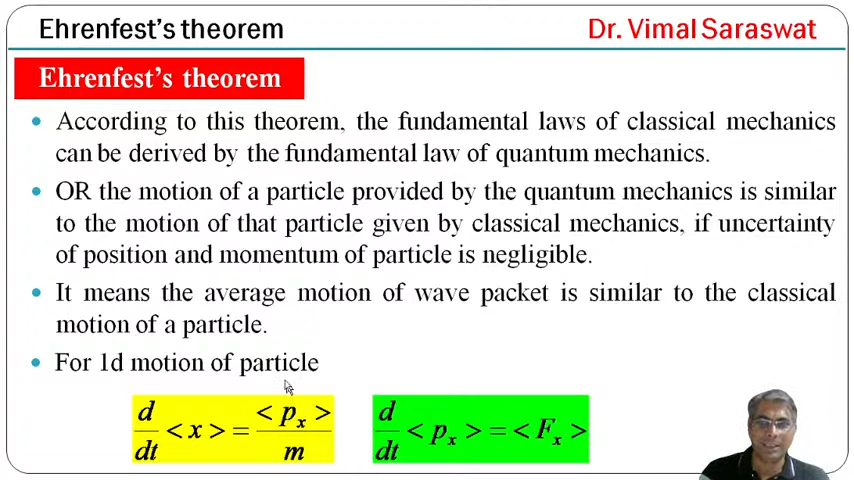 Ehrenfest's theorem
Dr. Vimal Saraswat
Ehrenfest's theorem
• According to this theorem, the fundamental laws of classical mechanics
can be derived by the fundamental law of quantum mechanics.
• OR the motion of a particle provided by the quantum mechanics is similar
to the motion of that particle given by classical mechanics, if uncertainty
of position and momentum of particle is negligible.
• It means the average motion of wave packet is similar to the classical
motion of a particle.
• For 1d motion of particle
d/dt < x > = < pₓ > / m
d/dt < pₓ > = < Fₓ >